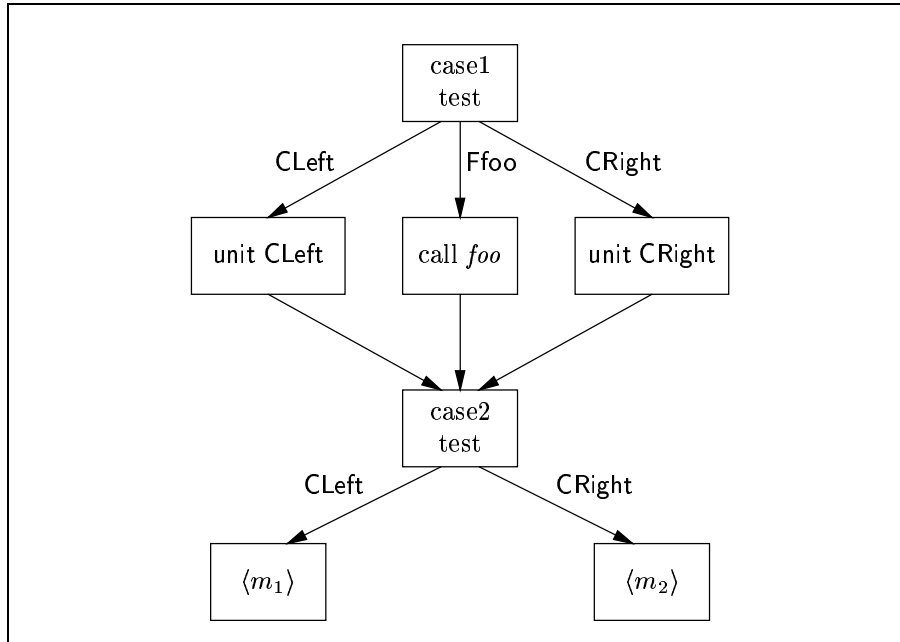 case1
test
CLeft
Ffoo
CRight
unit CLeft
call foo
unit CRight
case2
test
CLeft
CRight
⟨m₁⟩
⟨m₂⟩